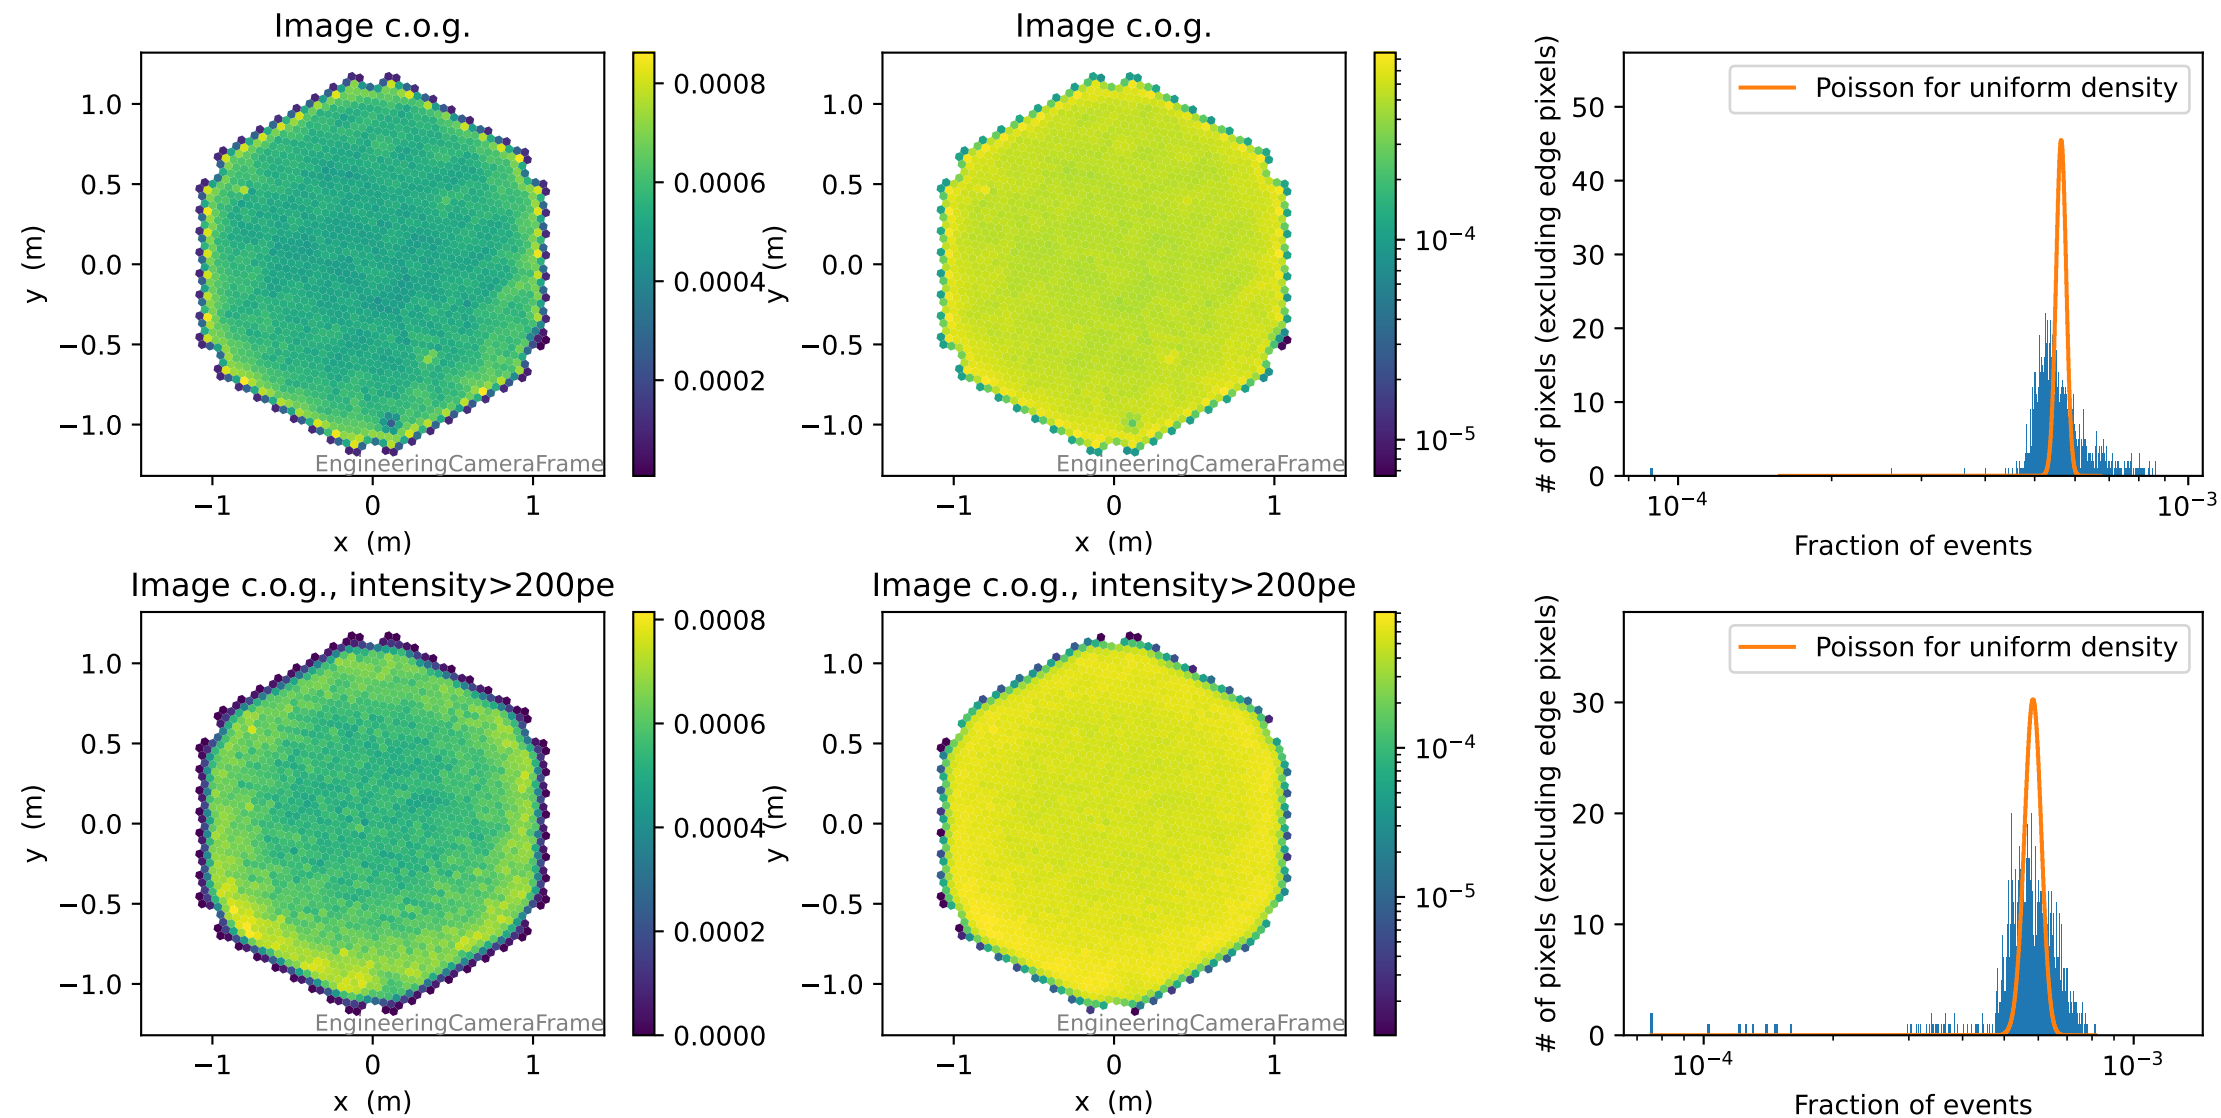 Image c.o.g.
1.0
0.5
0.0
−0.5
−1.0
y (m)
−1
0
1
x (m)
EngineeringCameraFrame
0.0008
0.0006
0.0004
0.0002
Image c.o.g.
1.0
0.5
0.0
−0.5
−1.0
y (m)
−1
0
1
x (m)
EngineeringCameraFrame
10⁻⁴
10⁻⁵
# of pixels (excluding edge pixels)
50
40
30
20
10
0
Poisson for uniform density
10⁻⁴
10⁻³
Fraction of events
Image c.o.g., intensity>200pe
1.0
0.5
0.0
−0.5
−1.0
y (m)
−1
0
1
x (m)
EngineeringCameraFrame
0.0008
0.0006
0.0004
0.0002
0.0000
Image c.o.g., intensity>200pe
1.0
0.5
0.0
−0.5
−1.0
y (m)
−1
0
1
x (m)
EngineeringCameraFrame
10⁻⁴
10⁻⁵
# of pixels (excluding edge pixels)
30
20
10
0
Poisson for uniform density
10⁻⁴
10⁻³
Fraction of events